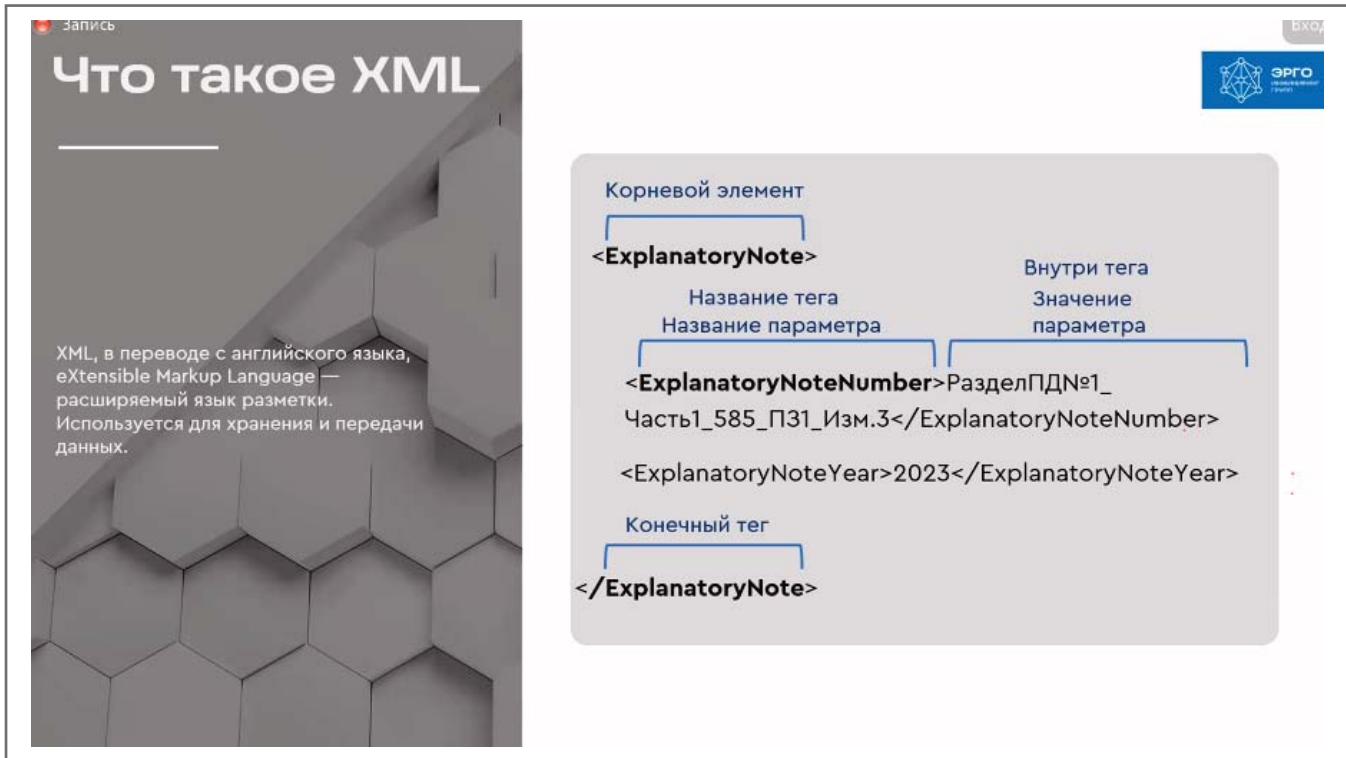 Запись
Вход
Что такое XML
ЭРГО
XML, в переводе с английского языка,
eXtensible Markup Language —
расширяемый язык разметки.
Используется для хранения и передачи
данных.
Корневой элемент
<ExplanatoryNote>
Внутри тега
Название тега
Значение
Название параметра
параметра
<ExplanatoryNoteNumber>РазделПД№1_
Часть1_585_ПЗ1_Изм.3</ExplanatoryNoteNumber>
<ExplanatoryNoteYear>2023</ExplanatoryNoteYear>
Конечный тег
</ExplanatoryNote>